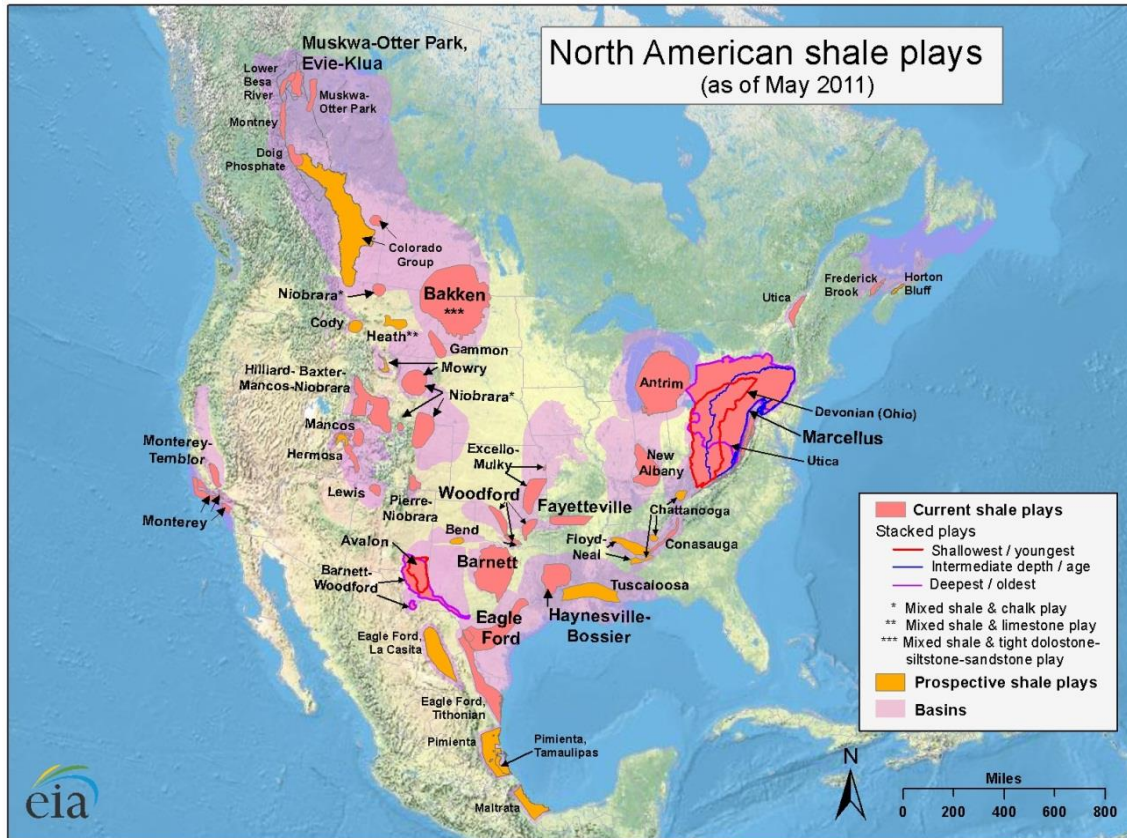 North American shale plays
(as of May 2011)
Muskwa-Otter Park,
Evie-Klua
Lower
Besa
River
Muskwa-
Otter Park
Montney
Doig
Phosphate
Colorado
Group
Niobrara*
Bakken
***
Cody
Heath**
Gammon
Mowry
Hilliard- Baxter-
Mancos-Niobrara
Niobrara*
Mancos
Hermosa
Monterey-
Temblor
Monterey
Lewis
Pierre-
Niobrara
Excello-
Mulky
Woodford
Bend
Fayetteville
Avalon
Barnett-
Woodford
Barnett
Eagle
Ford
Haynesville-
Bossier
Tuscaloosa
Floyd-
Neal
Conasauga
Chattanooga
New
Albany
Antrim
Devonian (Ohio)
Marcellus
Utica
Utica
Frederick
Brook
Horton
Bluff
Eagle Ford,
La Casita
Eagle Ford,
Tithonian
Pimienta
Pimienta,
Tamaulipas
Maltrata
Current shale plays
Stacked plays
Shallowest / youngest
Intermediate depth / age
Deepest / oldest
* Mixed shale & chalk play
** Mixed shale & limestone play
*** Mixed shale & tight dolostone-
siltstone-sandstone play
Prospective shale plays
Basins
N
Miles
0 200 400 600 800
eia